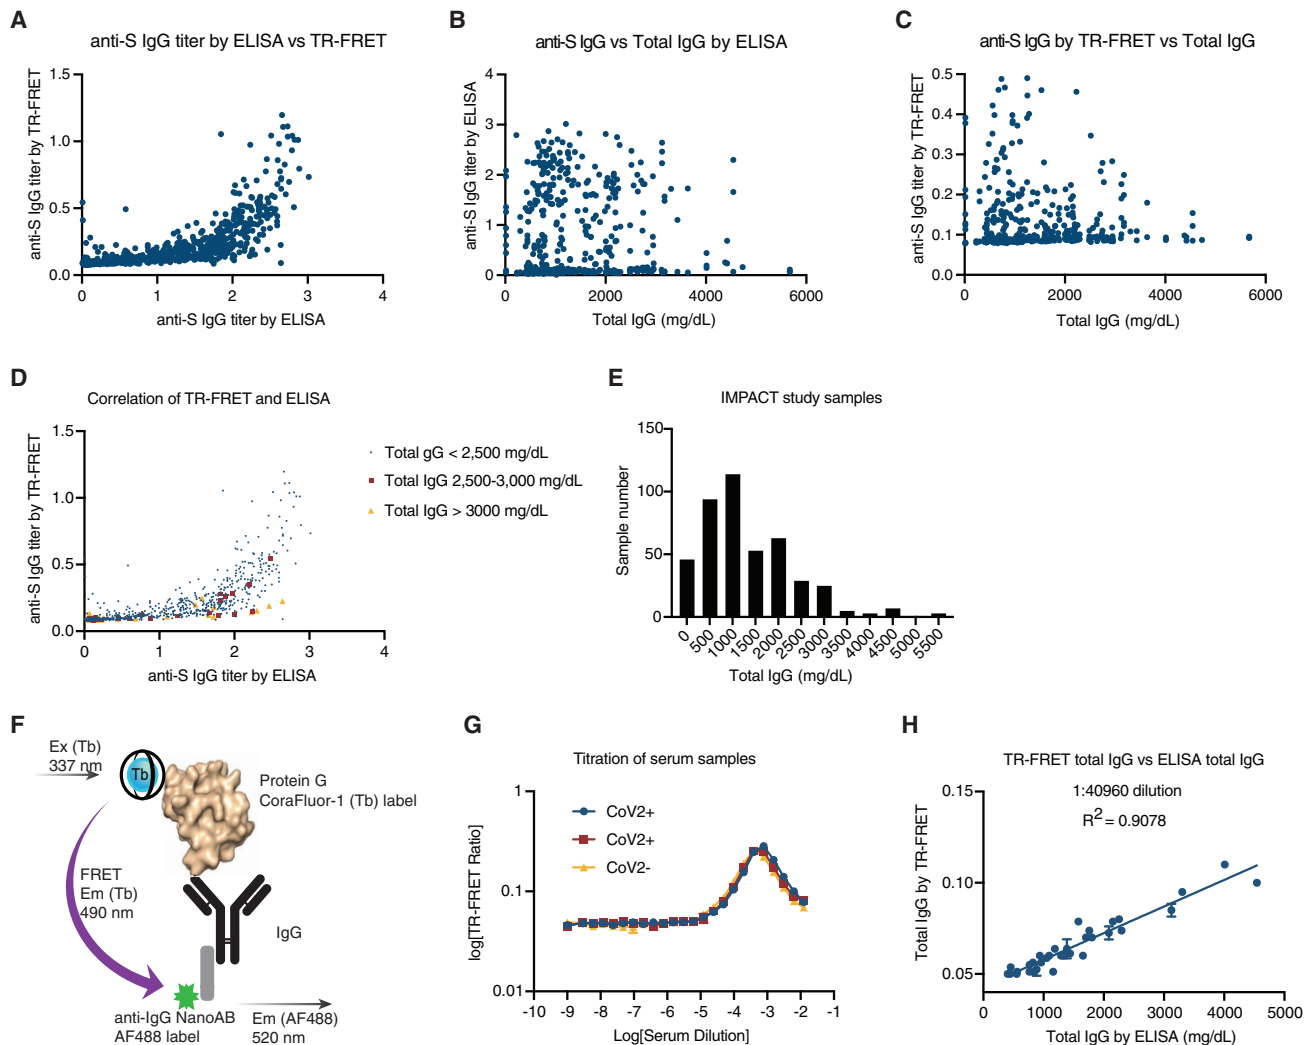 A
anti-S IgG titer by ELISA vs TR-FRET
anti-S IgG titer by TR-FRET
1.5
1.0
0.5
0.0
0 1 2 3 4
anti-S IgG titer by ELISA
B
anti-S IgG vs Total IgG by ELISA
anti-S IgG titer by ELISA
4
3
2
1
0
0 2000 4000 6000
Total IgG (mg/dL)
C
anti-S IgG by TR-FRET vs Total IgG
anti-S IgG titer by TR-FRET
0.5
0.4
0.3
0.2
0.1
0.0
0 2000 4000 6000
Total IgG (mg/dL)
D
Correlation of TR-FRET and ELISA
anti-S IgG titer by TR-FRET
1.5
1.0
0.5
0.0
0 1 2 3 4
anti-S IgG titer by ELISA
Total gG < 2,500 mg/dL
Total IgG 2,500-3,000 mg/dL
Total IgG > 3000 mg/dL
E
IMPACT study samples
Sample number
150
100
50
0
0 500 1000 1500 2000 2500 3000 3500 4000 4500 5000 5500
Total IgG (mg/dL)
F
Ex (Tb)
337 nm
Tb
Protein G
CoraFluor-1 (Tb) label
FRET
Em (Tb)
490 nm
IgG
anti-IgG NanoAB
AF488 label
Em (AF488)
520 nm
G
Titration of serum samples
log[TR-FRET Ratio]
1
0.1
0.01
CoV2+
CoV2+
CoV2-
-10 -9 -8 -7 -6 -5 -4 -3 -2 -1
Log[Serum Dilution]
H
TR-FRET total IgG vs ELISA total IgG
1:40960 dilution
R2 = 0.9078
Total IgG by TR-FRET
0.15
0.10
0.05
0 1000 2000 3000 4000 5000
Total IgG by ELISA (mg/dL)